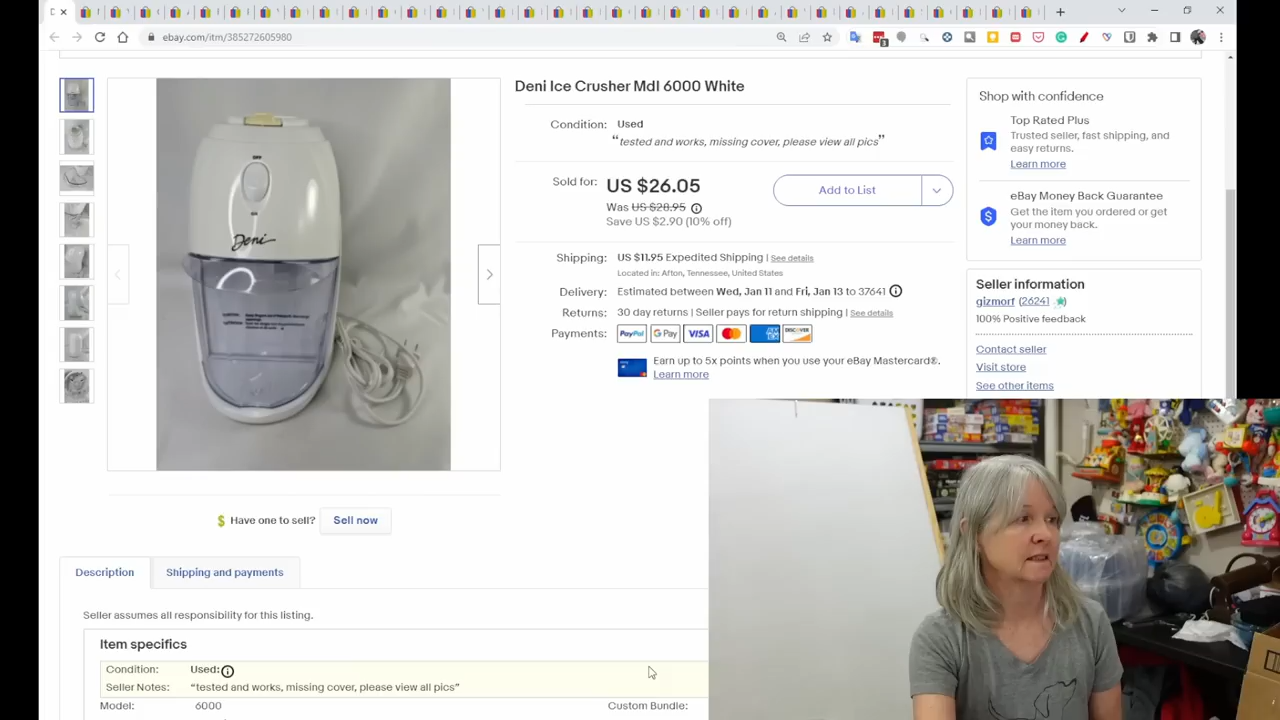 ebay.com/itm/385272605980
3
Deni Ice Crusher Mdl 6000 White
Condition: Used
“tested and works, missing cover, please view all pics”
Sold for: US $26.05
Was US $28.95
Save US $2.90 (10% off)
Add to List
Shipping: US $11.95 Expedited Shipping | See details
Located in: Afton, Tennessee, United States
Delivery: Estimated between Wed, Jan 11 and Fri, Jan 13 to 37641
Returns: 30 day returns | Seller pays for return shipping | See details
Payments: PayPal G Pay VISA DISCOVER
Earn up to 5x points when you use your eBay Mastercard®.
Learn more
Shop with confidence
Top Rated Plus
Trusted seller, fast shipping, and
easy returns.
Learn more
eBay Money Back Guarantee
Get the item you ordered or get
your money back.
Learn more
Seller information
gizmorf (26241)
100% Positive feedback
Contact seller
Visit store
See other items
OFF
ON
Deni
$ Have one to sell? Sell now
Description
Shipping and payments
Seller assumes all responsibility for this listing.
Item specifics
Condition: Used:
Seller Notes: “tested and works, missing cover, please view all pics”
Model: 6000
Custom Bundle: